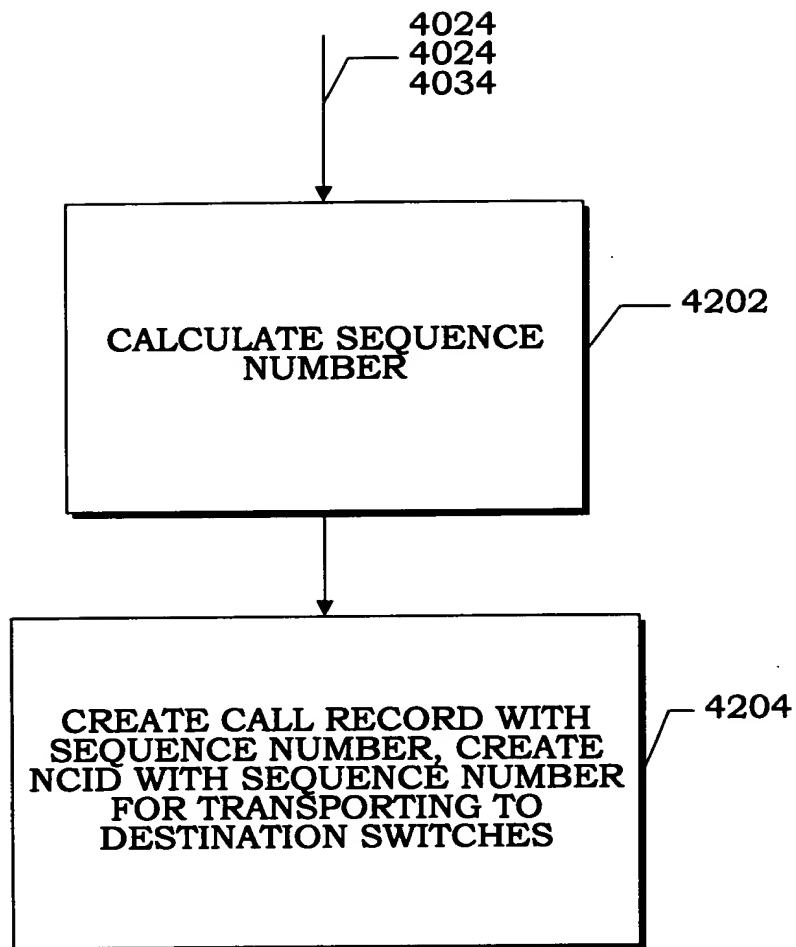 4024
4024
4034
CALCULATE SEQUENCE
NUMBER
4202
CREATE CALL RECORD WITH
SEQUENCE NUMBER, CREATE
NCID WITH SEQUENCE NUMBER
FOR TRANSPORTING TO
DESTINATION SWITCHES
4204